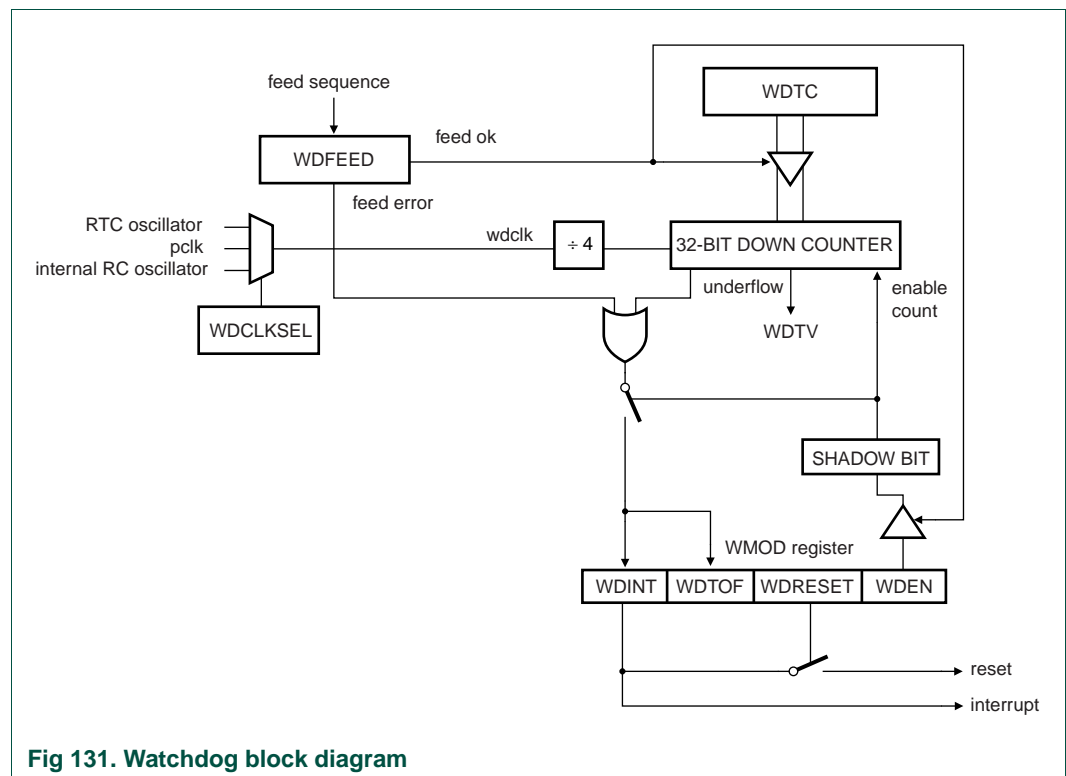 feed sequence
WDTC
feed ok
WDFEED
feed error
RTC oscillator
pclk
internal RC oscillator
wdclk
÷ 4
32-BIT DOWN COUNTER
underflow
enable
count
WDTV
WDCLKSEL
SHADOW BIT
WMOD register
WDINT
WDTOF
WDRESET
WDEN
reset
interrupt
Fig 131. Watchdog block diagram